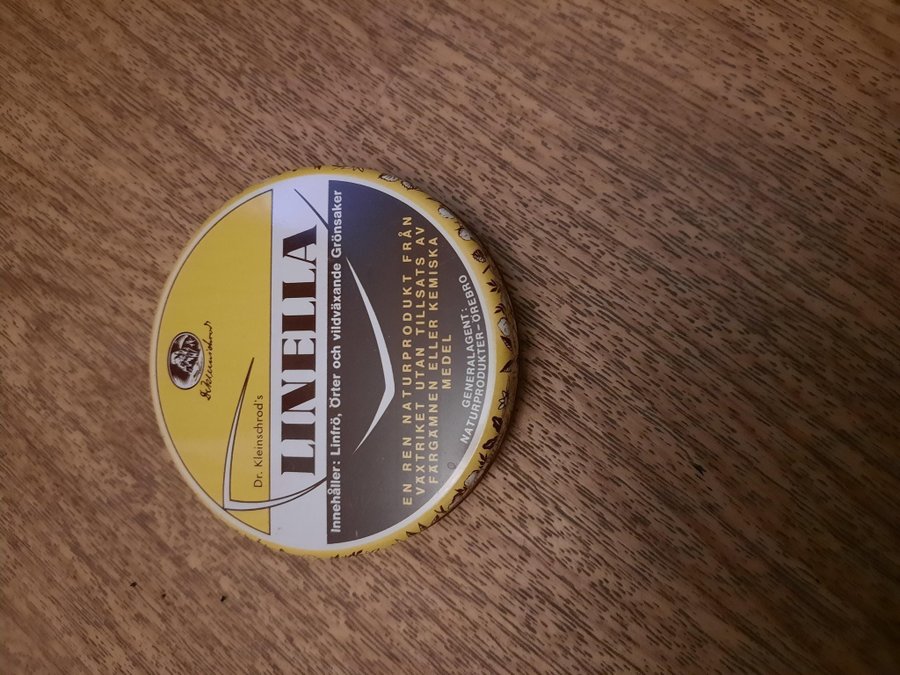 Dr. Kleinschrod's
LINELLA
Innehåller: Linfrö, Örter och vildväxande Grönsaker
EN REN NATURPRODUKT FRÅN
VÄXTRIKET UTAN TILLSATS AV
FÄRGÄMNEN ELLER KEMISKA
MEDEL
GENERALAGENT:
NATURPRODUKTER-ÖREBRO